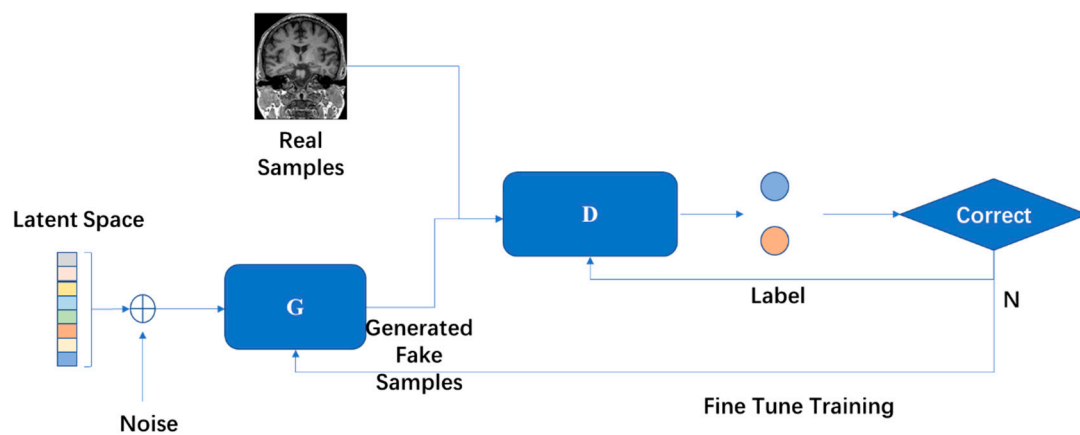 Real
Samples
Latent Space
D
Correct
G
Generated
Fake
Samples
Label
N
Noise
Fine Tune Training